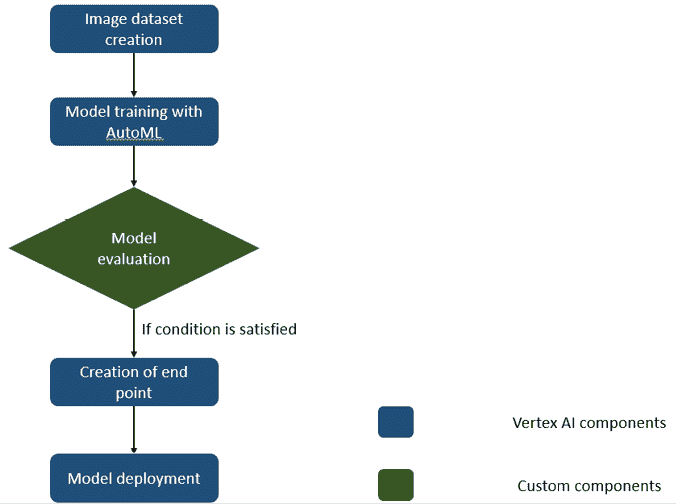 Image dataset
creation
Model training with
AutoML
Model
evaluation
If condition is satisfied
Creation of end
point
Model deployment
Vertex AI components
Custom components